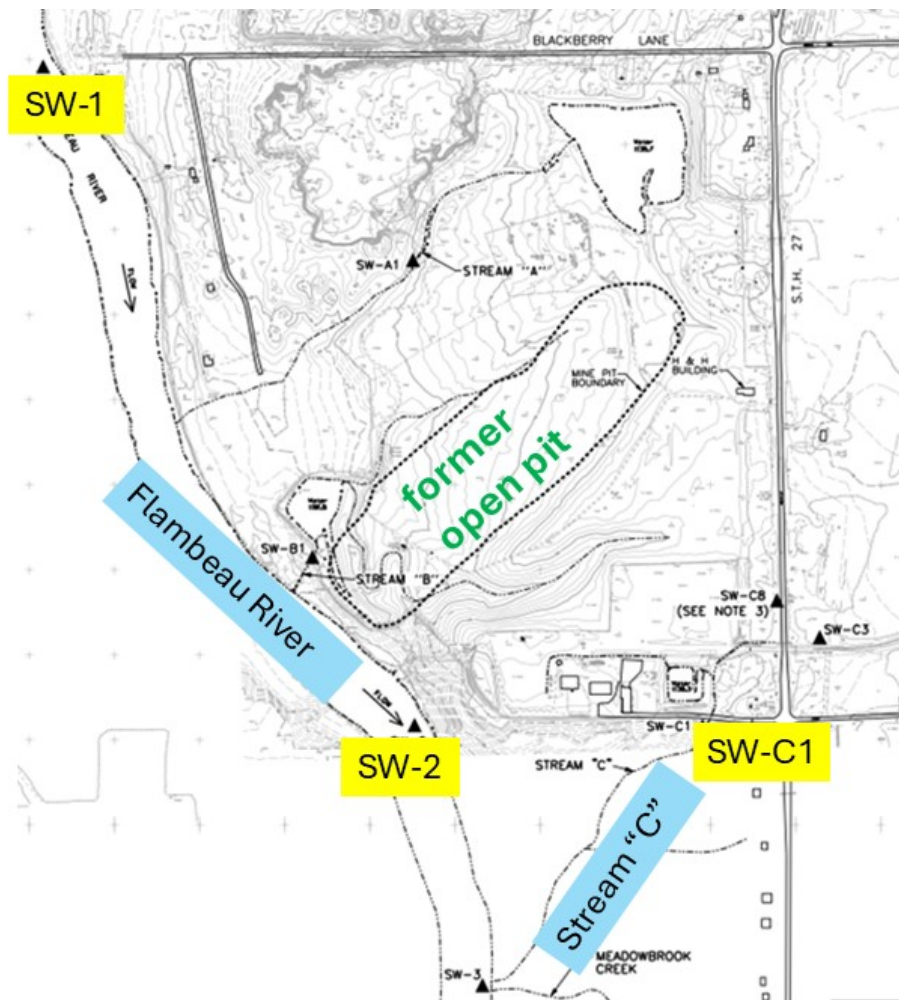 BLACKBERRY LANE
SW-1
RIVER
FLOW
SW-A1
STREAM "A"
S.T.H. 27
MINE PIT
BOUNDARY
H & H
BUILDING
former
open pit
Flambeau River
SW-B1
STREAM "B"
SW-C8
(SEE NOTE 3)
SW-C3
FLOW
SW-2
SW-C1
SW-C1
STREAM "C"
Stream “C”
SW-3
MEADOWBROOK
CREEK